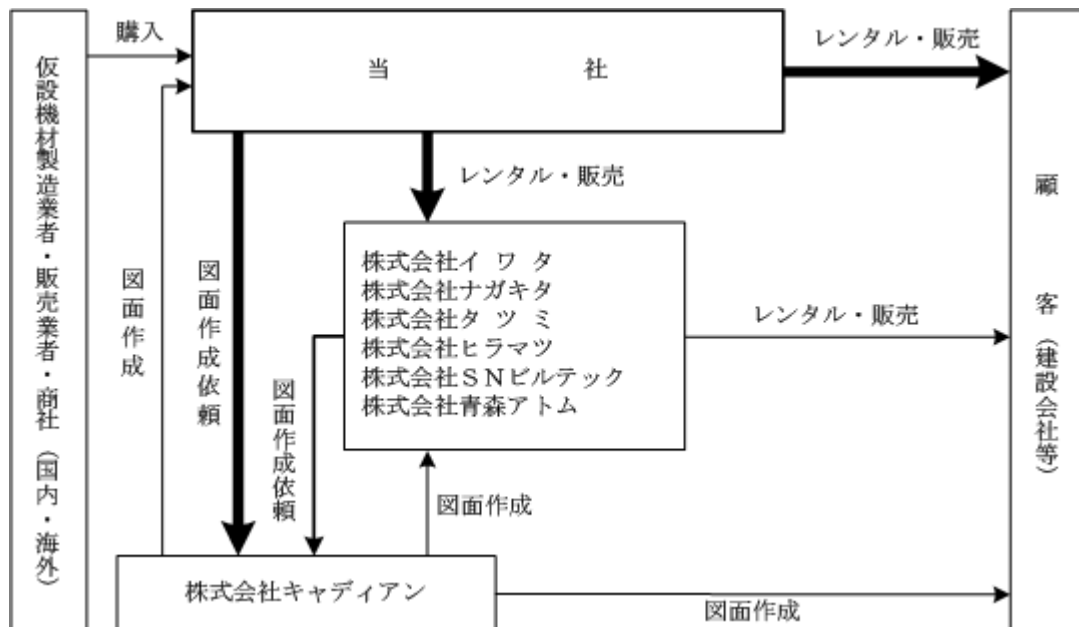 仮設機材製造業者・販売業者・商社（国内・海外）
購入
当社
レンタル・販売
顧客（建設会社等）
レンタル・販売
図面作成
図面作成依頼
株式会社イワタ
株式会社ナガキタ
株式会社タツミ
株式会社ヒラマツ
株式会社ＳＮビルテック
株式会社青森アトム
レンタル・販売
図面作成依頼
図面作成
株式会社キャディアン
図面作成